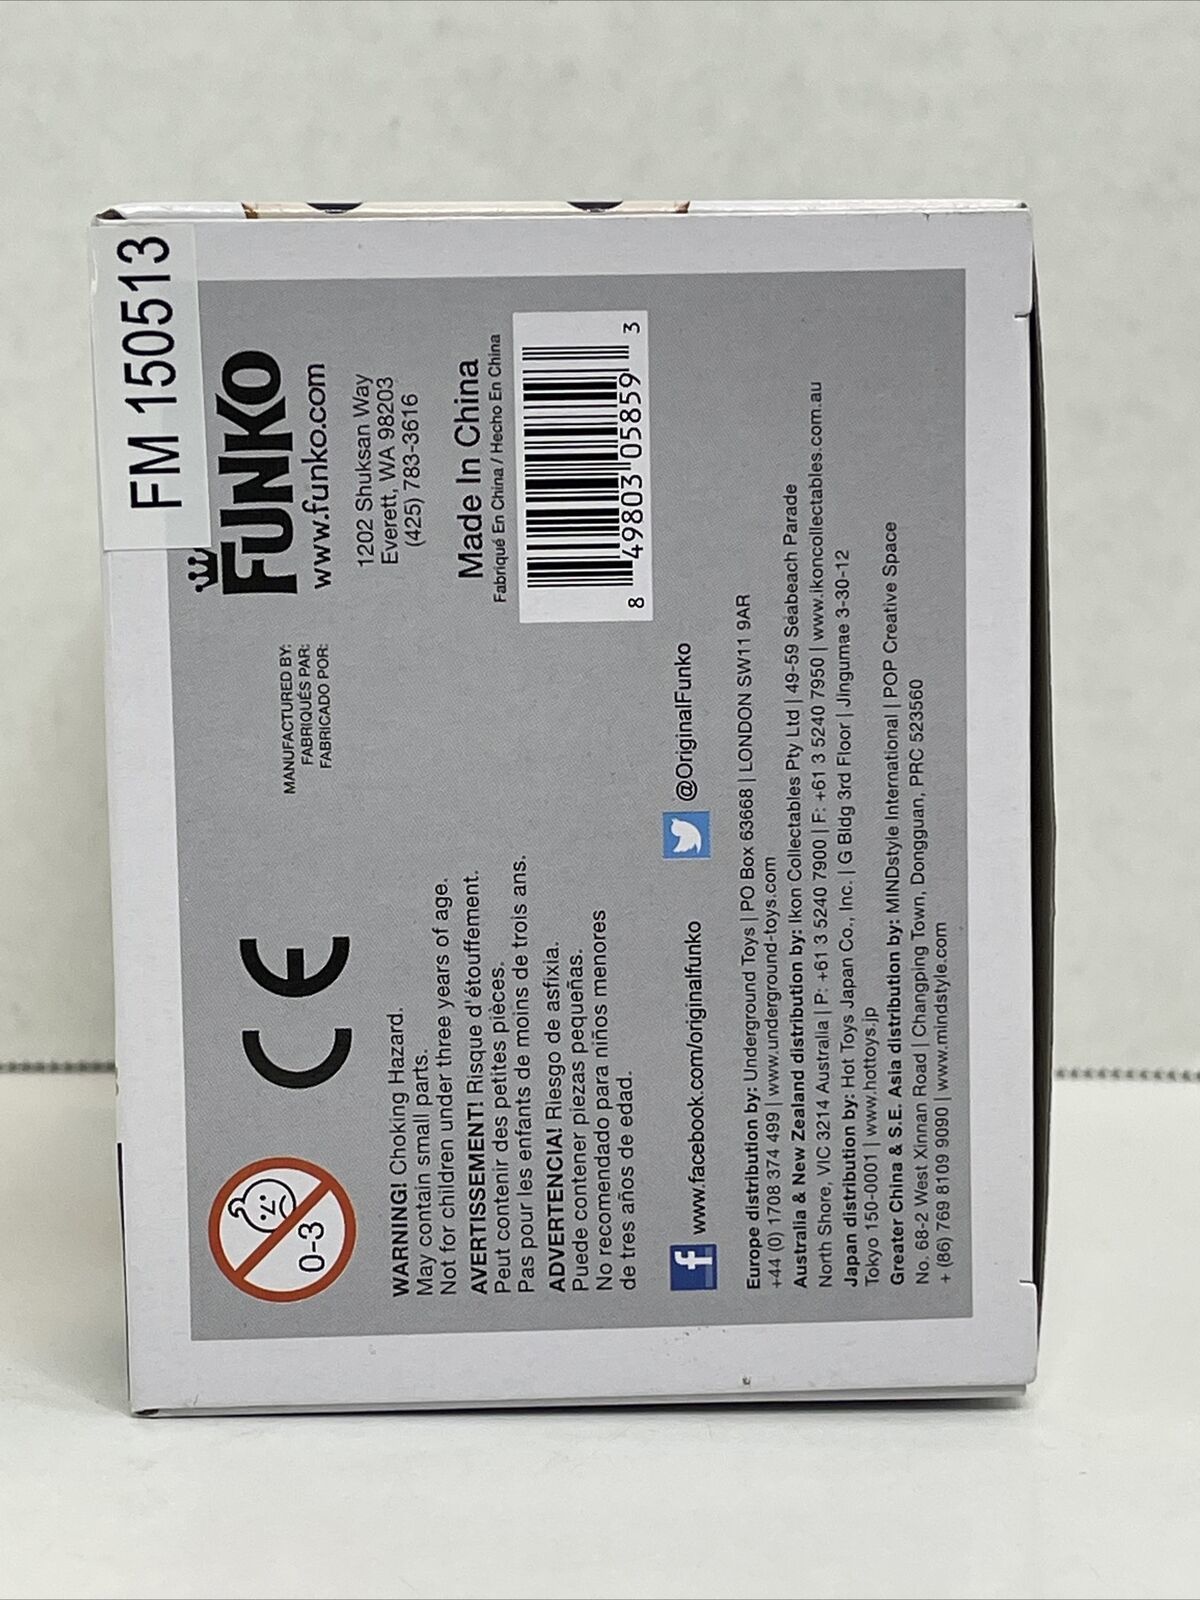 FM 150513
MANUFACTURED BY:
FABRIQUÉS PAR:
FABRICADO POR:
FUNKO
www.funko.com
1202 Shuksan Way
Everett, WA 98203
(425) 783-3616
Made In China
Fabriqué En China / Hecho En China
8 49803 05859 3
0-3
CE
WARNING! Choking Hazard.
May contain small parts.
Not for children under three years of age.
AVERTISSEMENT! Risque d'étouffement.
Peut contenir des petites pièces.
Pas pour les enfants de moins de trois ans.
ADVERTENCIA! Riesgo de asfixia.
Puede contener piezas pequeñas.
No recomendado para niños menores
de tres años de edad.
f www.facebook.com/originalfunko
@OriginalFunko
Europe distribution by: Underground Toys | PO Box 63668 | LONDON SW11 9AR
+44 (0) 1708 374 499 | www.underground-toys.com
Australia & New Zealand distribution by: Ikon Collectables Pty Ltd | 49-59 Seabeach Parade
North Shore, VIC 3214 Australia | P: +61 3 5240 7900 | F: +61 3 5240 7950 | www.ikoncollectables.com.au
Japan distribution by: Hot Toys Japan Co., Inc. | G Bldg 3rd Floor | Jingumae 3-30-12
Tokyo 150-0001 | www.hottoys.jp
Greater China & S.E. Asia distribution by: MINDstyle International | POP Creative Space
No. 68-2 West Xinnan Road | Changping Town, Dongguan, PRC 523560
+ (86) 769 8109 9090 | www.mindstyle.com